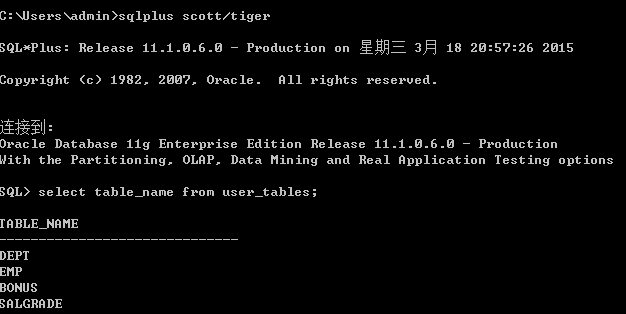 C:\Users\admin>sqlplus scott/tiger
SQL*Plus: Release 11.1.0.6.0 - Production on 星期三 3月 18 20:57:26 2015
Copyright (c) 1982, 2007, Oracle.  All rights reserved.
连接到:
Oracle Database 11g Enterprise Edition Release 11.1.0.6.0 - Production
With the Partitioning, OLAP, Data Mining and Real Application Testing options
SQL> select table_name from user_tables;
TABLE_NAME
------------------------------
DEPT
EMP
BONUS
SALGRADE